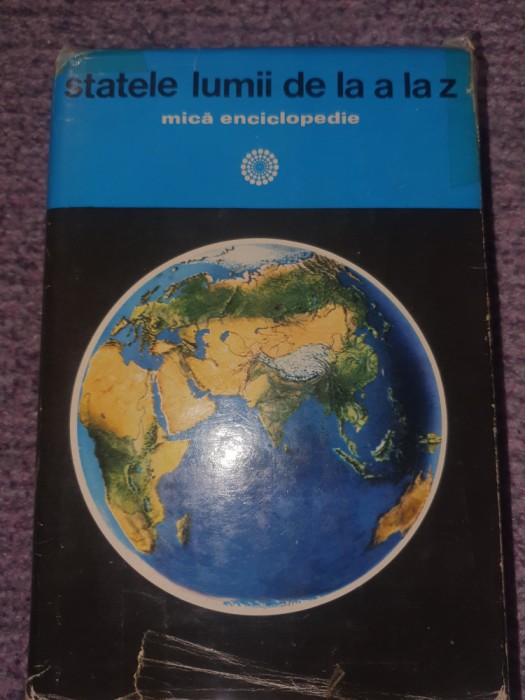 statele lumii de la a la z
mică enciclopedie